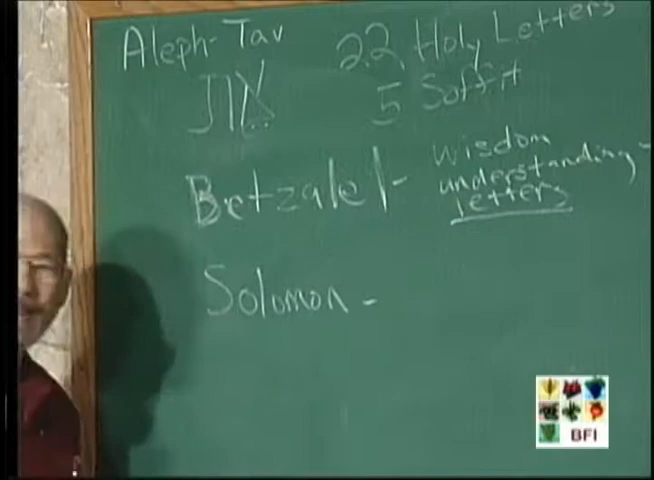 Aleph-Tav
22 Holy Letters
את
5 Soffit
Betzalel -
wisdom
understanding -
letters
Solomon -
BFI